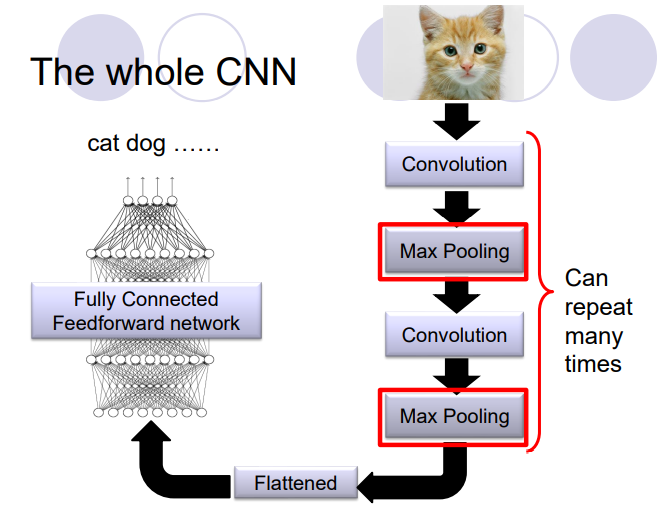 The whole CNN
cat dog ……
Convolution
Max Pooling
Convolution
Max Pooling
Can
repeat
many
times
Flattened
Fully Connected
Feedforward network